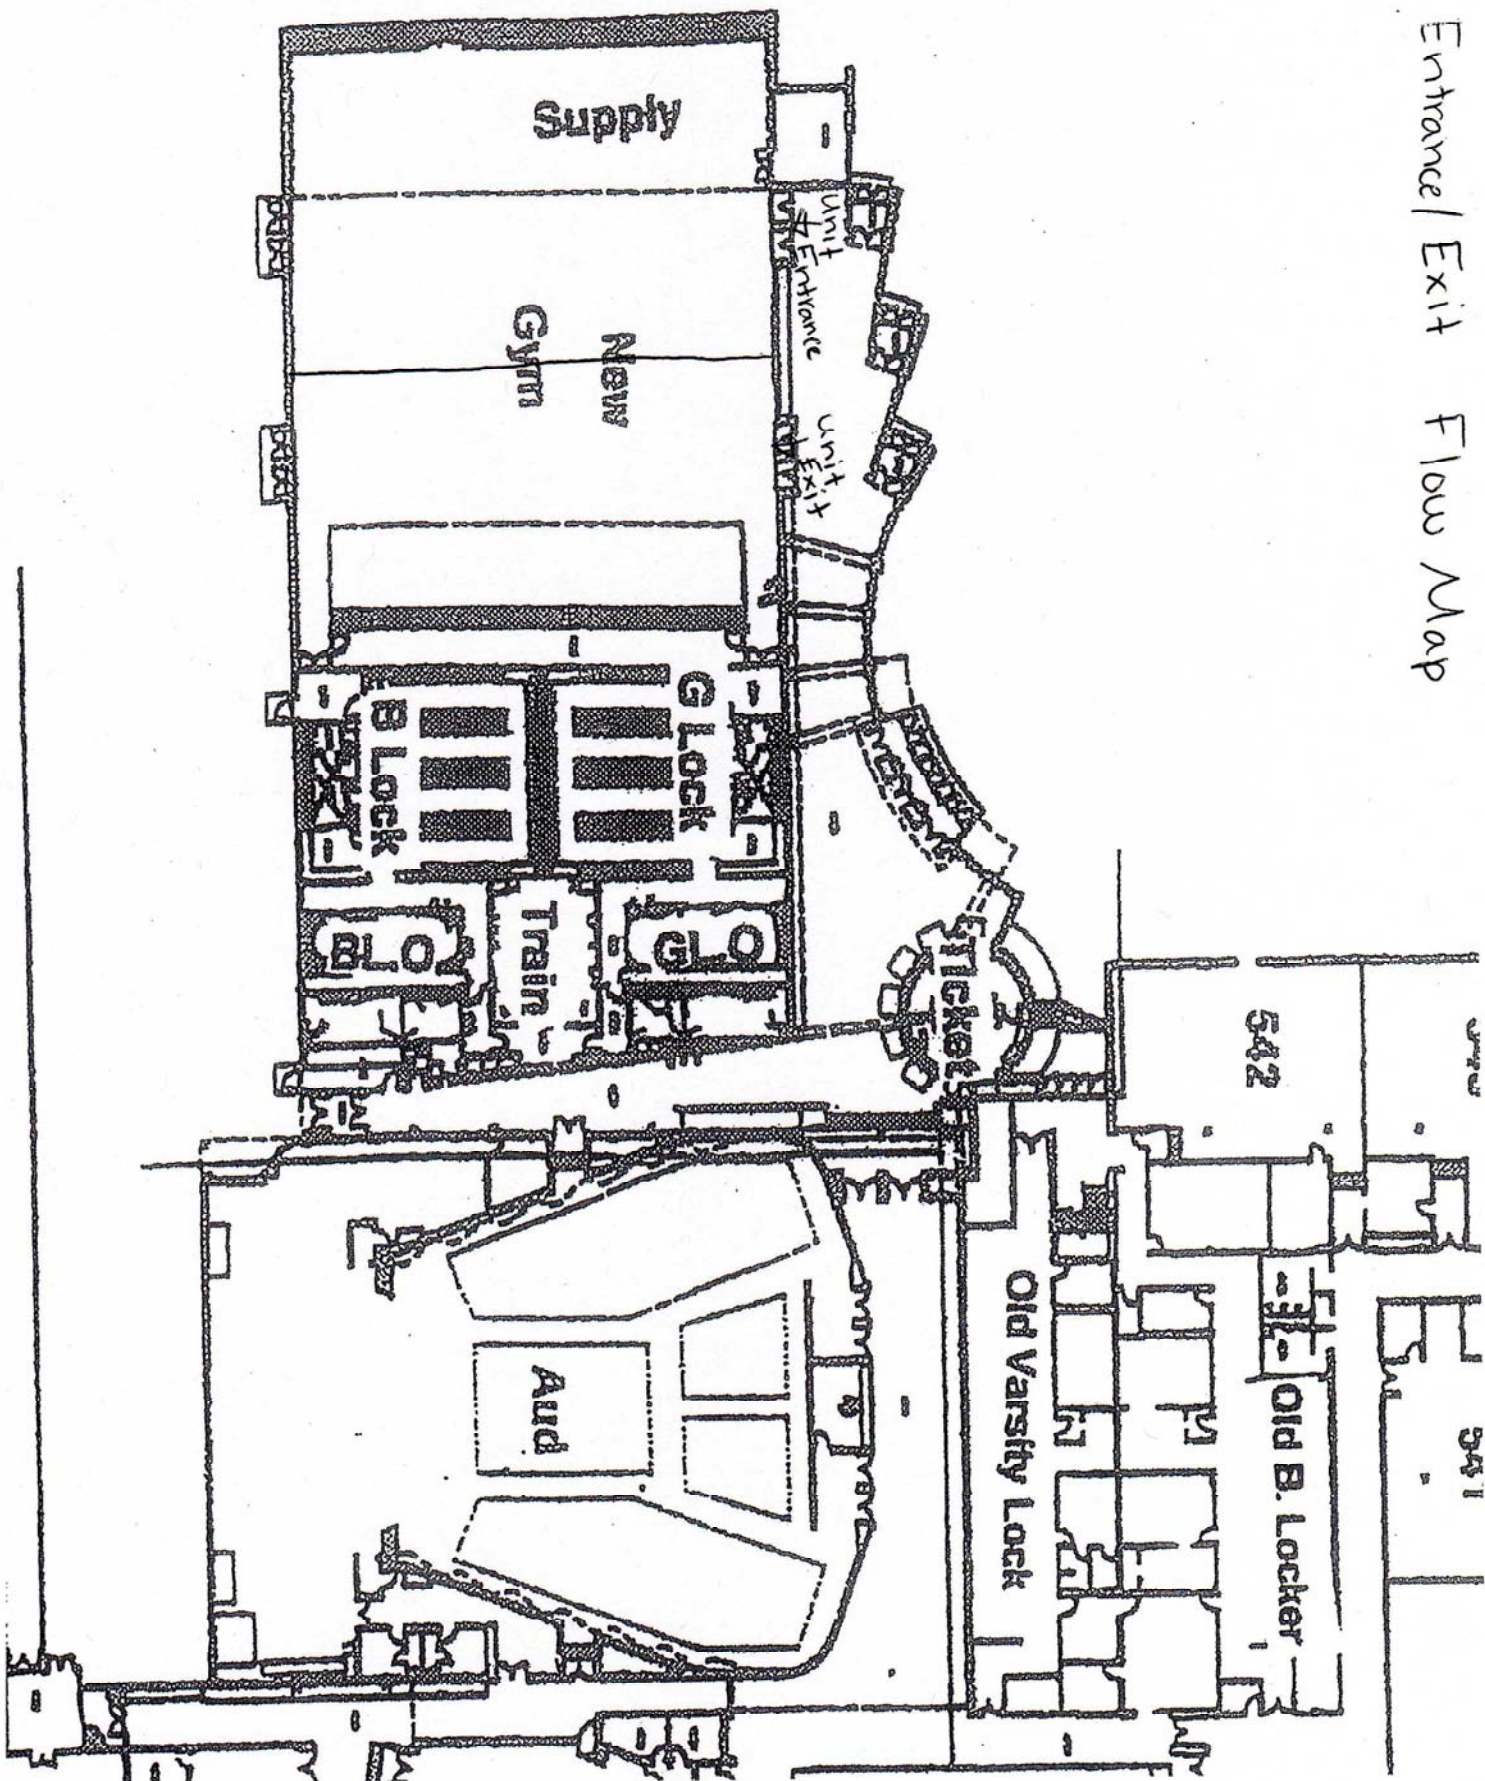 Entrance/ Exit Flow Map
Supply
Unit
Entrance
New
Gym
Unit
Exit
G Lock
B Lock
GLO
Train
BLO
Ticket
542
541
Old Varsity Lock
Old B. Locker
Aud